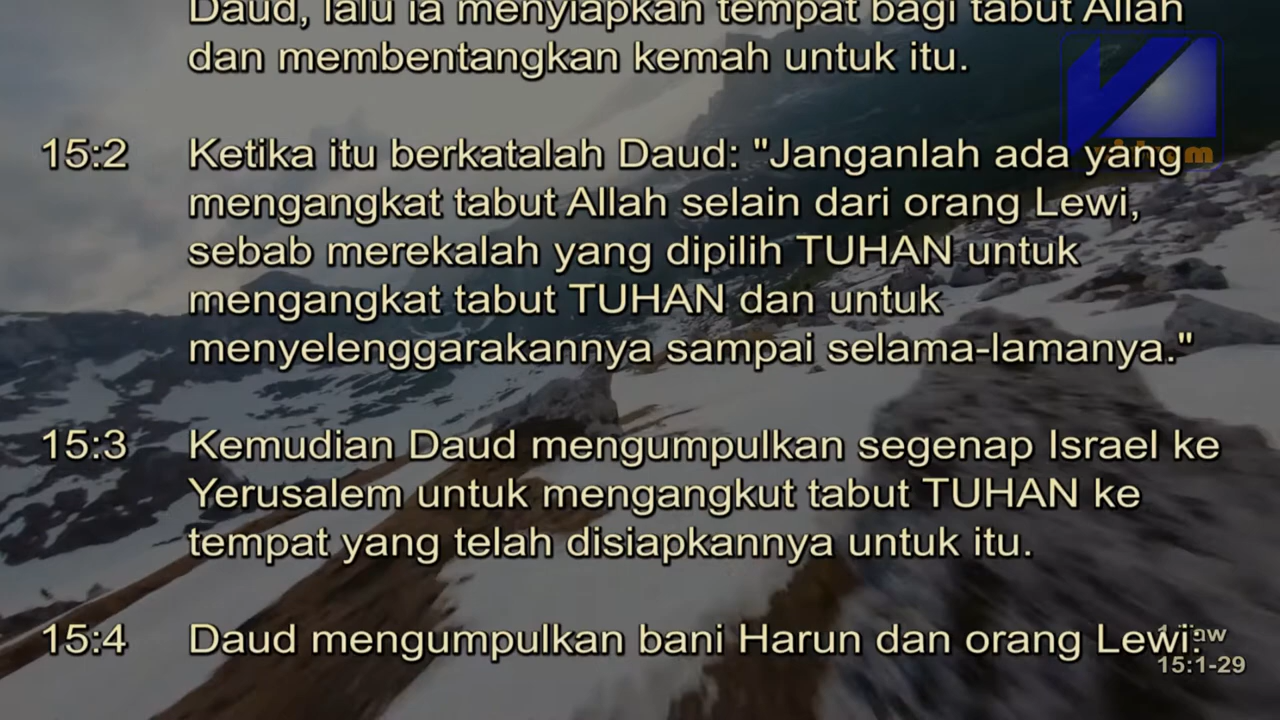 Daud, lalu ia menyiapkan tempat bagi tabut Allah
dan membentangkan kemah untuk itu.
15:2 Ketika itu berkatalah Daud: "Janganlah ada yang
mengangkat tabut Allah selain dari orang Lewi,
sebab merekalah yang dipilih TUHAN untuk
mengangkat tabut TUHAN dan untuk
menyelenggarakannya sampai selama-lamanya."
15:3 Kemudian Daud mengumpulkan segenap Israel ke
Yerusalem untuk mengangkut tabut TUHAN ke
tempat yang telah disiapkannya untuk itu.
15:4 Daud mengumpulkan bani Harun dan orang Lewi:
15:1-29